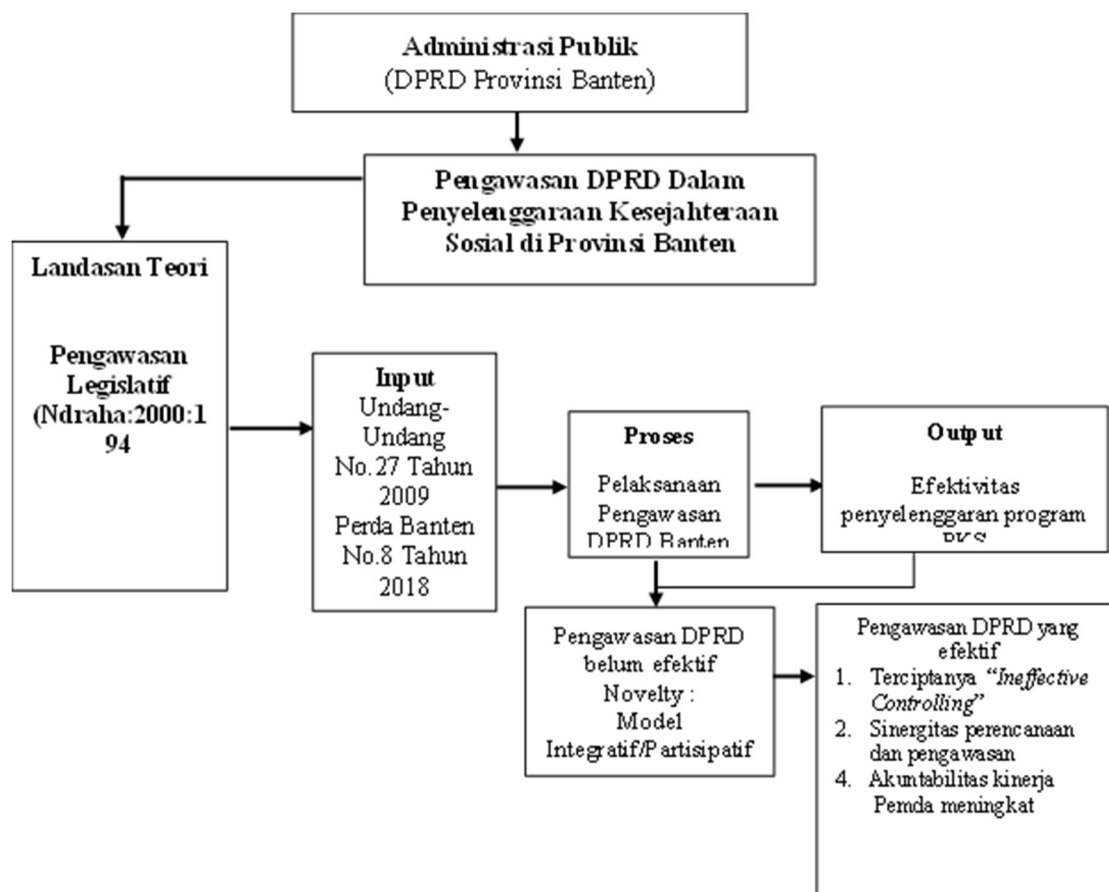 Administrasi Publik
(DPRD Provinsi Banten)
Pengawasan DPRD Dalam
Penyelenggaraan Kesejahteraan
Sosial di Provinsi Banten
Landasan Teori
Pengawasan
Legislatif
(Ndraha:2000:1
94
Input
Undang-
Undang
No.27 Tahun
2009
Perda Banten
No.8 Tahun
2018
Proses
Pelaksanaan
Pengawasan
DPRD Banten
Output
Efektivitas
penyelenggaran program
PKS
Pengawasan DPRD
belum efektif
Novelty :
Model
Integratif/Partisipatif
Pengawasan DPRD yang
efektif
1. Terciptanya "Ineffective
Controlling"
2. Sinergitas perencanaan
dan pengawasan
4. Akuntabilitas kinerja
Pemda meningkat